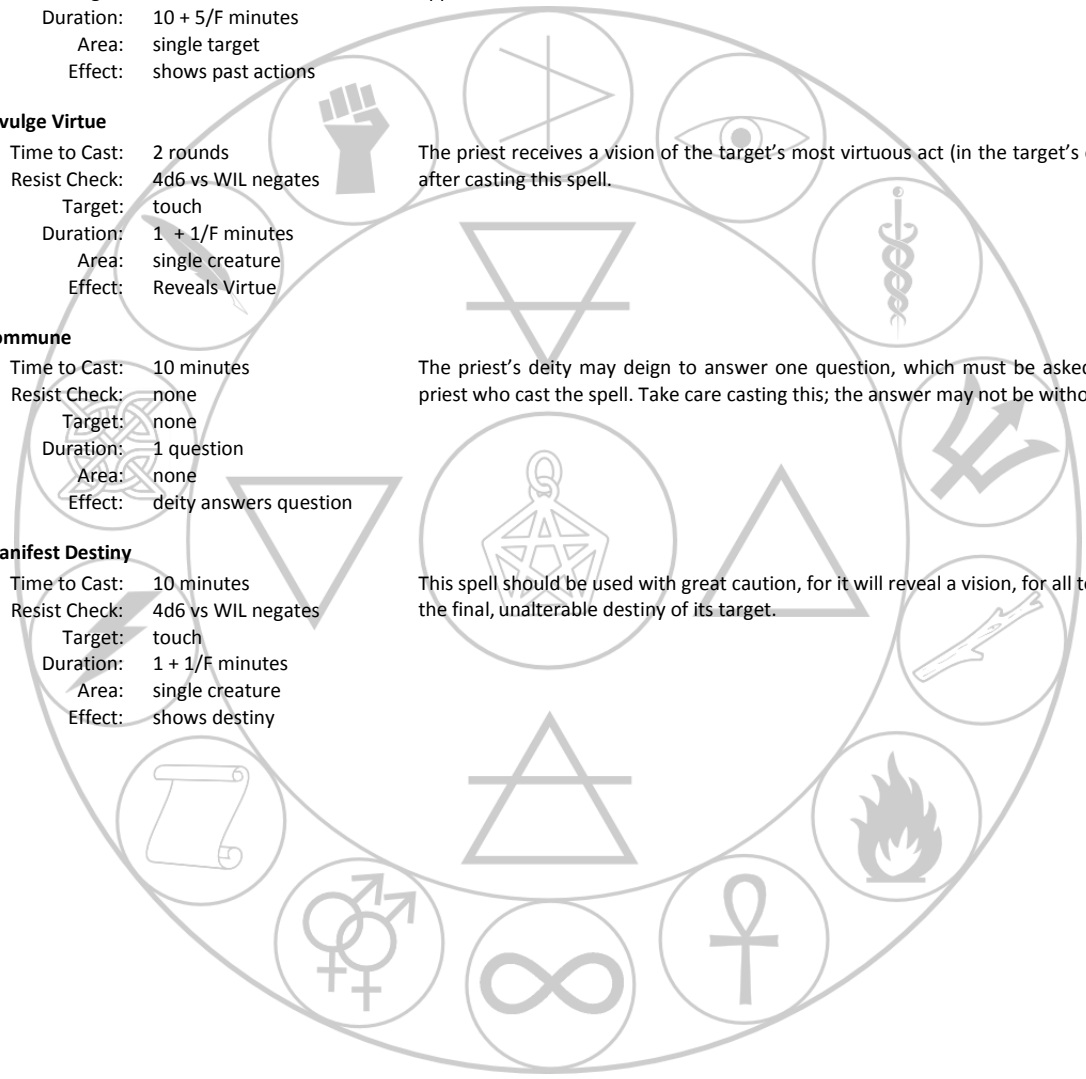 Duration: 10 + 5/F minutes
Area: single target
Effect: shows past actions
vulge Virtue
Time to Cast: 2 rounds The priest receives a vision of the target's most virtuous act (in the target's
Resist Check: 4d6 vs WIL negates after casting this spell.
Target: touch
Duration: 1 + 1/F minutes
Area: single creature
Effect: Reveals Virtue
ommune
Time to Cast: 10 minutes The priest's deity may deign to answer one question, which must be asked
Resist Check: none priest who cast the spell. Take care casting this; the answer may not be witho
Target: none
Duration: 1 question
Area: none
Effect: deity answers question
anifest Destiny
Time to Cast: 10 minutes This spell should be used with great caution, for it will reveal a vision, for all
Resist Check: 4d6 vs WIL negates the final, unalterable destiny of its target.
Target: touch
Duration: 1 + 1/F minutes
Area: single creature
Effect: shows destiny